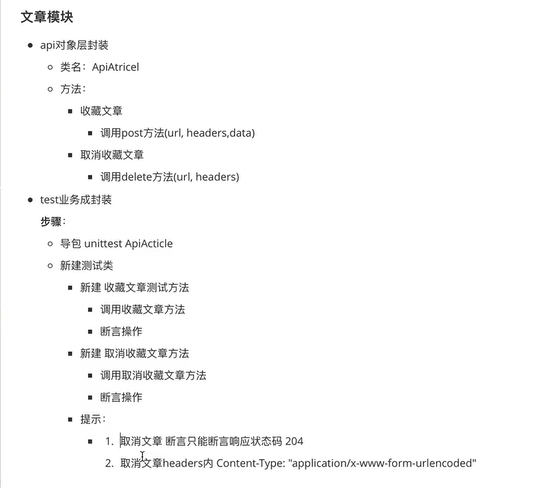 文章模块
api对象层封装
类名：ApiAtricel
方法：
收藏文章
调用post方法(url, headers,data)
取消收藏文章
调用delete方法(url, headers)
test业务成封装
步骤：
导包 unittest ApiActicle
新建测试类
新建 收藏文章测试方法
调用收藏文章方法
断言操作
新建 取消收藏文章方法
调用取消收藏文章方法
断言操作
提示：
1. 取消文章 断言只能断言响应状态码 204
2. 取消文章headers内 Content-Type: "application/x-www-form-urlencoded"